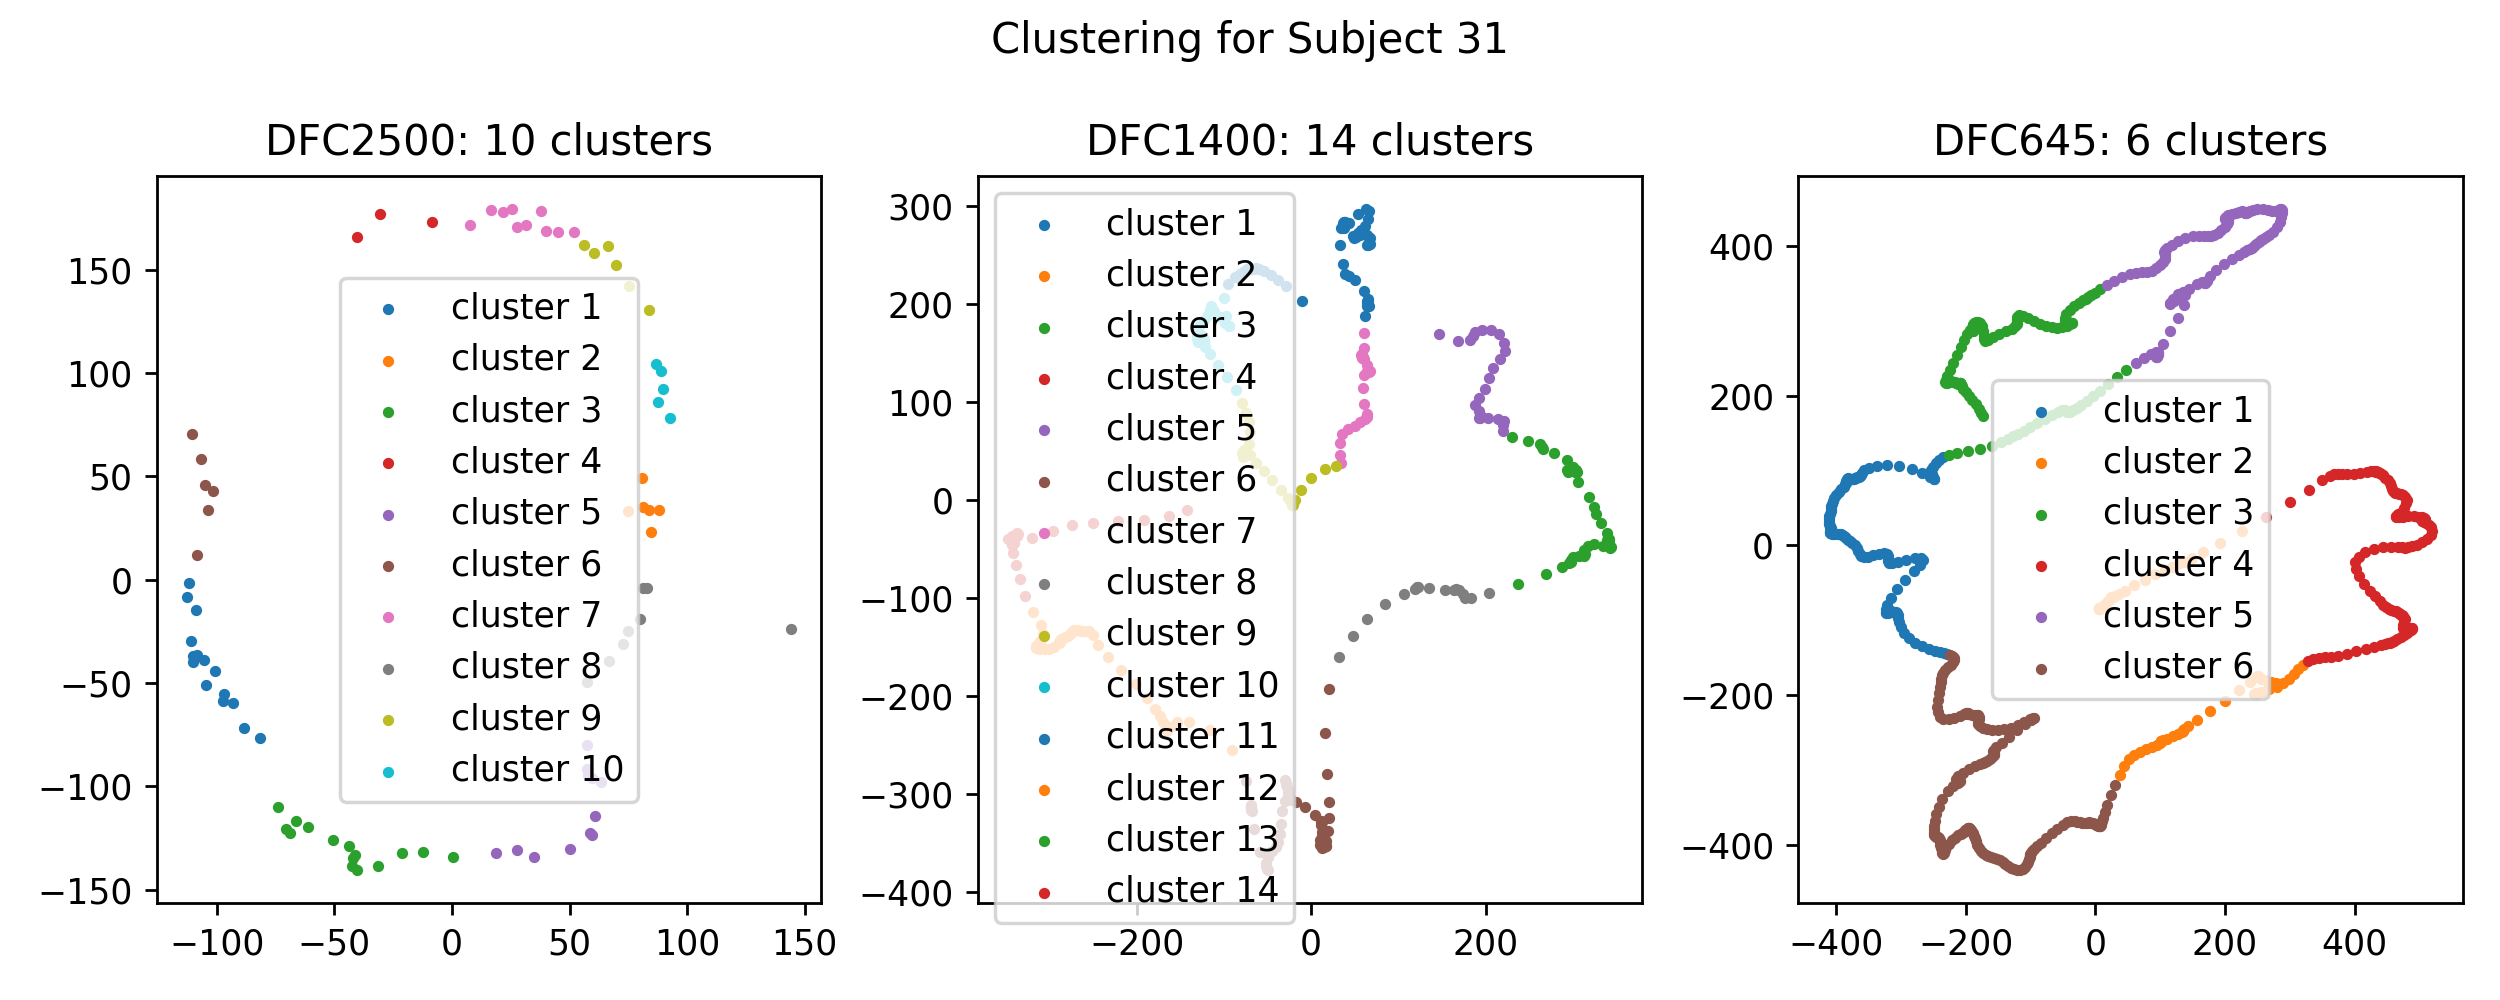 Clustering for Subject 31
DFC2500: 10 clusters
150
100
50
0
−50
−100
−150
−100
−50
0
50
100
150
cluster 1
cluster 2
cluster 3
cluster 4
cluster 5
cluster 6
cluster 7
cluster 8
cluster 9
cluster 10
DFC1400: 14 clusters
300
200
100
0
−100
−200
−300
−400
−200
0
200
cluster 1
cluster 2
cluster 3
cluster 4
cluster 5
cluster 6
cluster 7
cluster 8
cluster 9
cluster 10
cluster 11
cluster 12
cluster 13
cluster 14
DFC645: 6 clusters
400
200
0
−200
−400
−400
−200
0
200
400
cluster 1
cluster 2
cluster 3
cluster 4
cluster 5
cluster 6